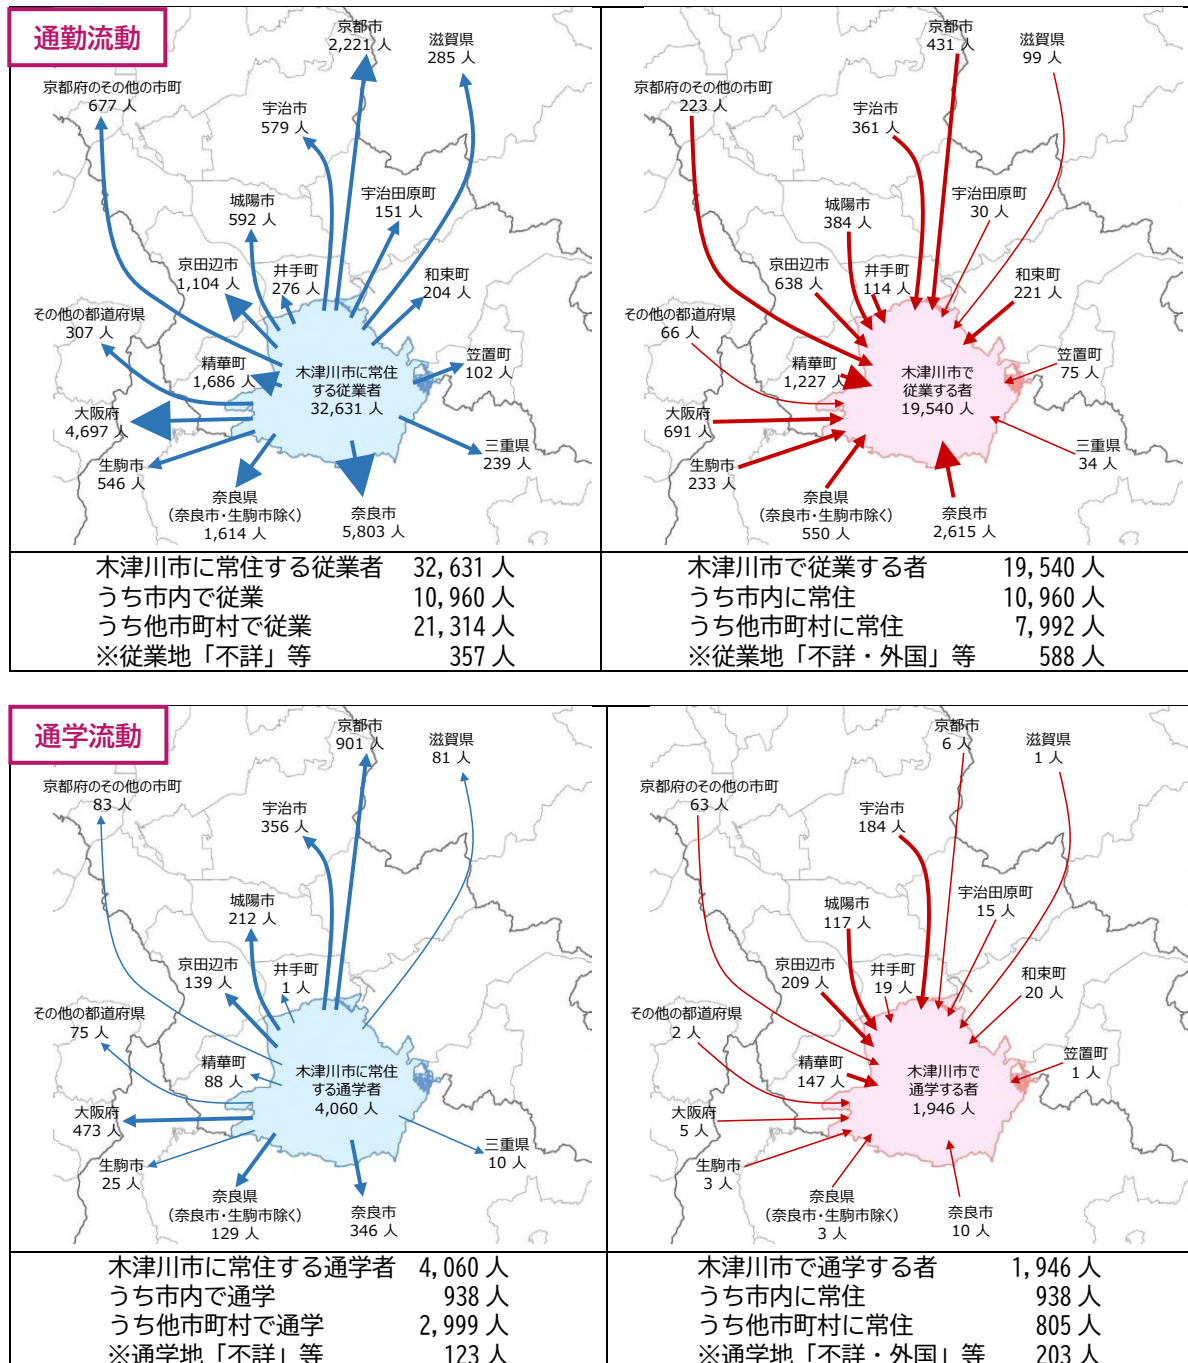 通勤流動
京都市
2,221 人
滋賀県
285 人
京都府のその他の市町
677 人
宇治市
579 人
城陽市
592 人
宇治田原町
151 人
京田辺市
1,104 人
井手町
276 人
和束町
204 人
その他の都道府県
307 人
精華町
1,686 人
木津川市に常住
する従業者
32,631 人
笠置町
102 人
大阪府
4,697 人
生駒市
546 人
三重県
239 人
奈良県
（奈良市・生駒市除く）
1,614 人
奈良市
5,803 人
京都市
431 人
滋賀県
99 人
京都府のその他の市町
223 人
宇治市
361 人
城陽市
384 人
宇治田原町
30 人
京田辺市
638 人
井手町
114 人
和束町
221 人
その他の都道府県
66 人
精華町
1,227 人
木津川市で
従業する者
19,540 人
笠置町
75 人
大阪府
691 人
生駒市
233 人
三重県
34 人
奈良県
（奈良市・生駒市除く）
550 人
奈良市
2,615 人
木津川市に常住する従業者 32,631 人
うち市内で従業 10,960 人
うち他市町村で従業 21,314 人
※従業地「不詳」等 357 人
木津川市で従業する者 19,540 人
うち市内に常住 10,960 人
うち他市町村に常住 7,992 人
※従業地「不詳・外国」等 588 人
通学流動
京都市
901 人
滋賀県
81 人
京都府のその他の市町
83 人
宇治市
356 人
城陽市
212 人
京田辺市
139 人
井手町
1 人
その他の都道府県
75 人
精華町
88 人
木津川市に常住
する通学者
4,060 人
大阪府
473 人
生駒市
25 人
三重県
10 人
奈良県
（奈良市・生駒市除く）
129 人
奈良市
346 人
京都市
6 人
滋賀県
1 人
京都府のその他の市町
63 人
宇治市
184 人
城陽市
117 人
宇治田原町
15 人
京田辺市
209 人
井手町
19 人
和束町
20 人
その他の都道府県
2 人
精華町
147 人
木津川市で
通学する者
1,946 人
笠置町
1 人
大阪府
5 人
生駒市
3 人
奈良県
（奈良市・生駒市除く）
3 人
奈良市
10 人
木津川市に常住する通学者 4,060 人
うち市内で通学 938 人
うち他市町村で通学 2,999 人
※通学地「不詳」等 123 人
木津川市で通学する者 1,946 人
うち市内に常住 938 人
うち他市町村に常住 805 人
※通学地「不詳・外国」等 203 人